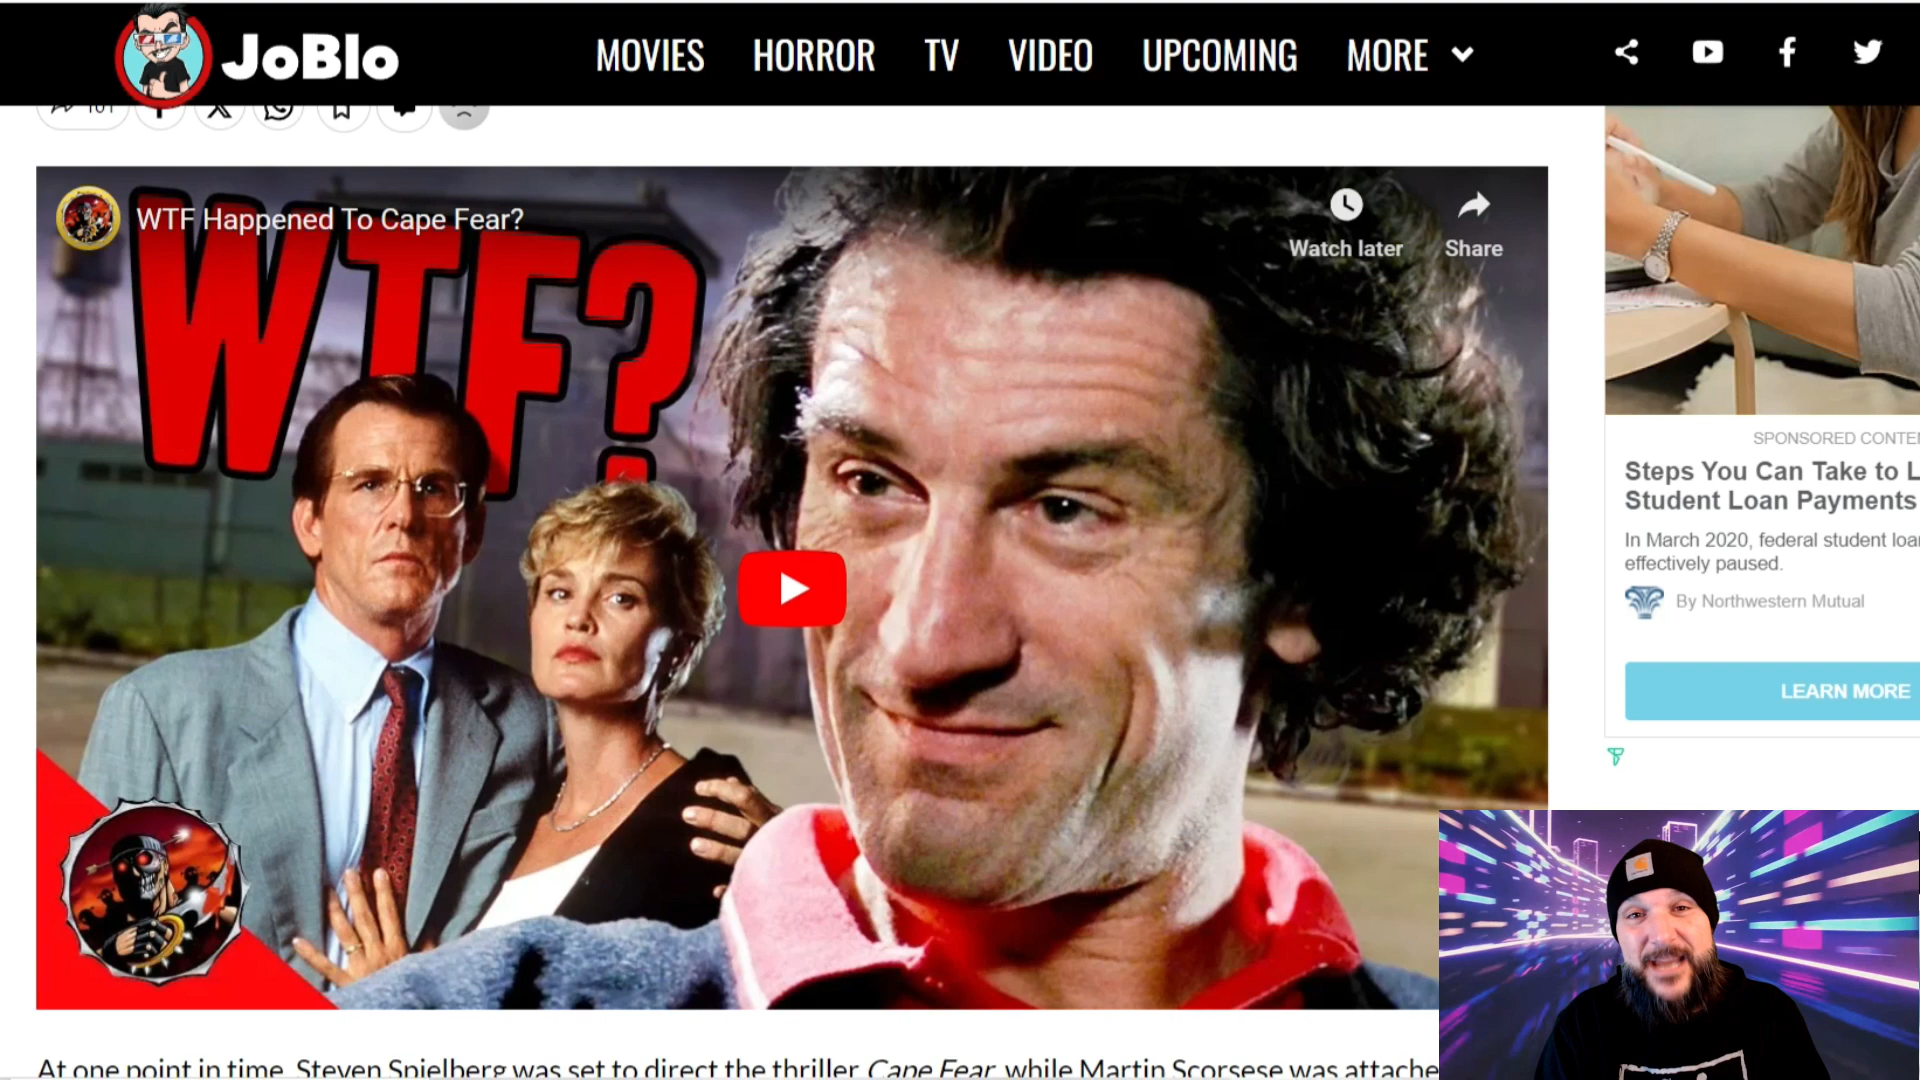 JoBlo
MOVIES HORROR TV VIDEO UPCOMING MORE
WTF Happened To Cape Fear?
Watch later
Share
WTF?
SPONSORED CONTE
Steps You Can Take to L
Student Loan Payments
In March 2020, federal student loa
effectively paused.
By Northwestern Mutual
LEARN MORE
At one point in time, Steven Spielberg was set to direct the thriller Cape Fear, while Martin Scorsese was attache